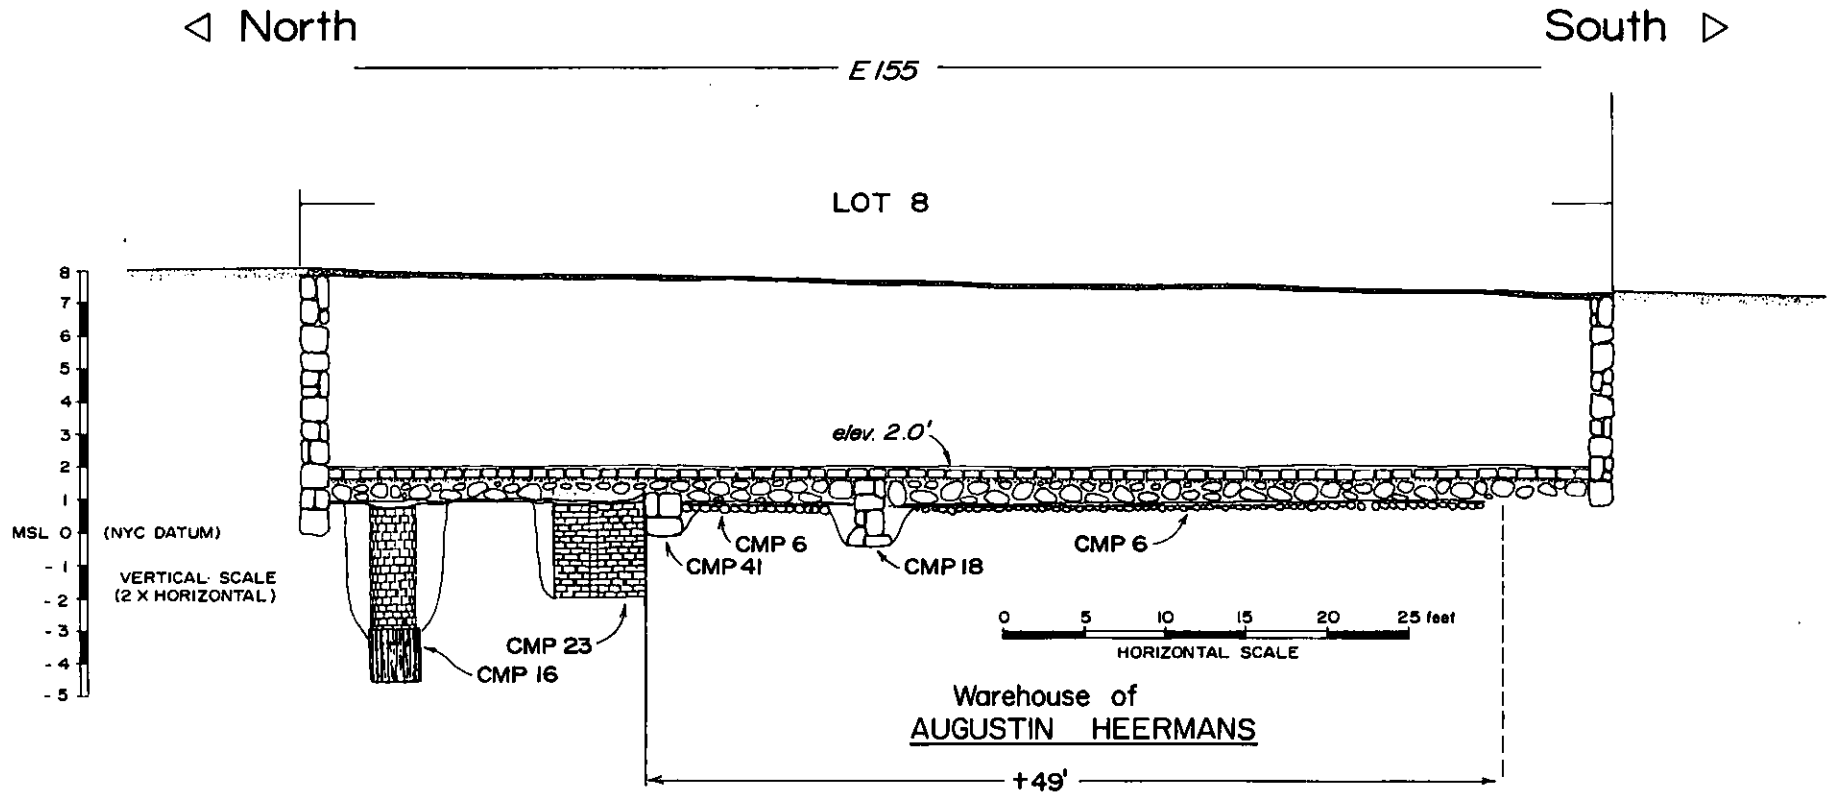 ◁ North
South ▷
E 155
LOT 8
8
7
6
5
4
3
2
1
MSL 0 (NYC DATUM)
- 1
- 2
- 3
- 4
- 5
VERTICAL SCALE
(2 X HORIZONTAL)
elev. 2.0'
CMP 6
CMP 41
CMP 18
CMP 6
CMP 23
CMP 16
0 5 10 15 20 25 feet
HORIZONTAL SCALE
Warehouse of
AUGUSTIN HEERMANS
+49'